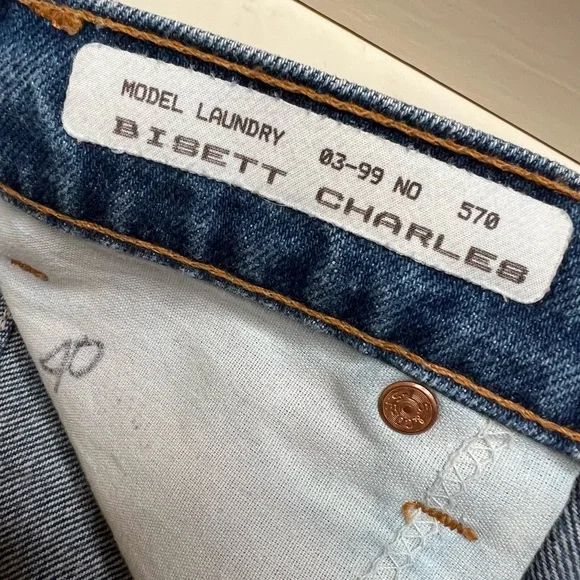 MODEL LAUNDRY 03-99 NO 570
BISETT CHARLES
40